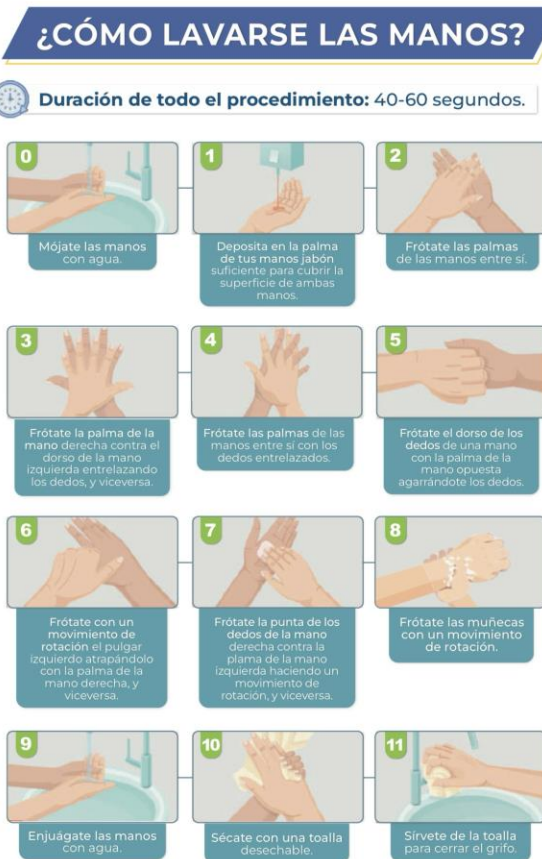 ¿CÓMO LAVARSE LAS MANOS?
Duración de todo el procedimiento: 40-60 segundos.
0
Mójate las manos
con agua.
1
Deposita en la palma
de tus manos jabón
suficiente para cubrir la
superficie de ambas
manos.
2
Frótate las palmas
de las manos entre sí.
3
Frótate la palma de la
mano derecha contra el
dorso de la mano
izquierda entrelazando
los dedos, y viceversa.
4
Frótate las palmas de las
manos entre sí con los
dedos entrelazados.
5
Frótate el dorso de los
dedos de una mano
con la palma de la
mano opuesta
agarrándote los dedos.
6
Frótate con un
movimiento de
rotación el pulgar
izquierdo atrapándolo
con la palma de la
mano derecha, y
viceversa.
7
Frótate la punta de los
dedos de la mano
derecha contra la
plama de la mano
izquierda haciendo un
movimiento de
rotación, y viceversa.
8
Frótate las muñecas
con un movimiento
de rotación.
9
Enjuágate las manos
con agua.
10
Sécate con una toalla
desechable.
11
Sírvete de la toalla
para cerrar el grifo.